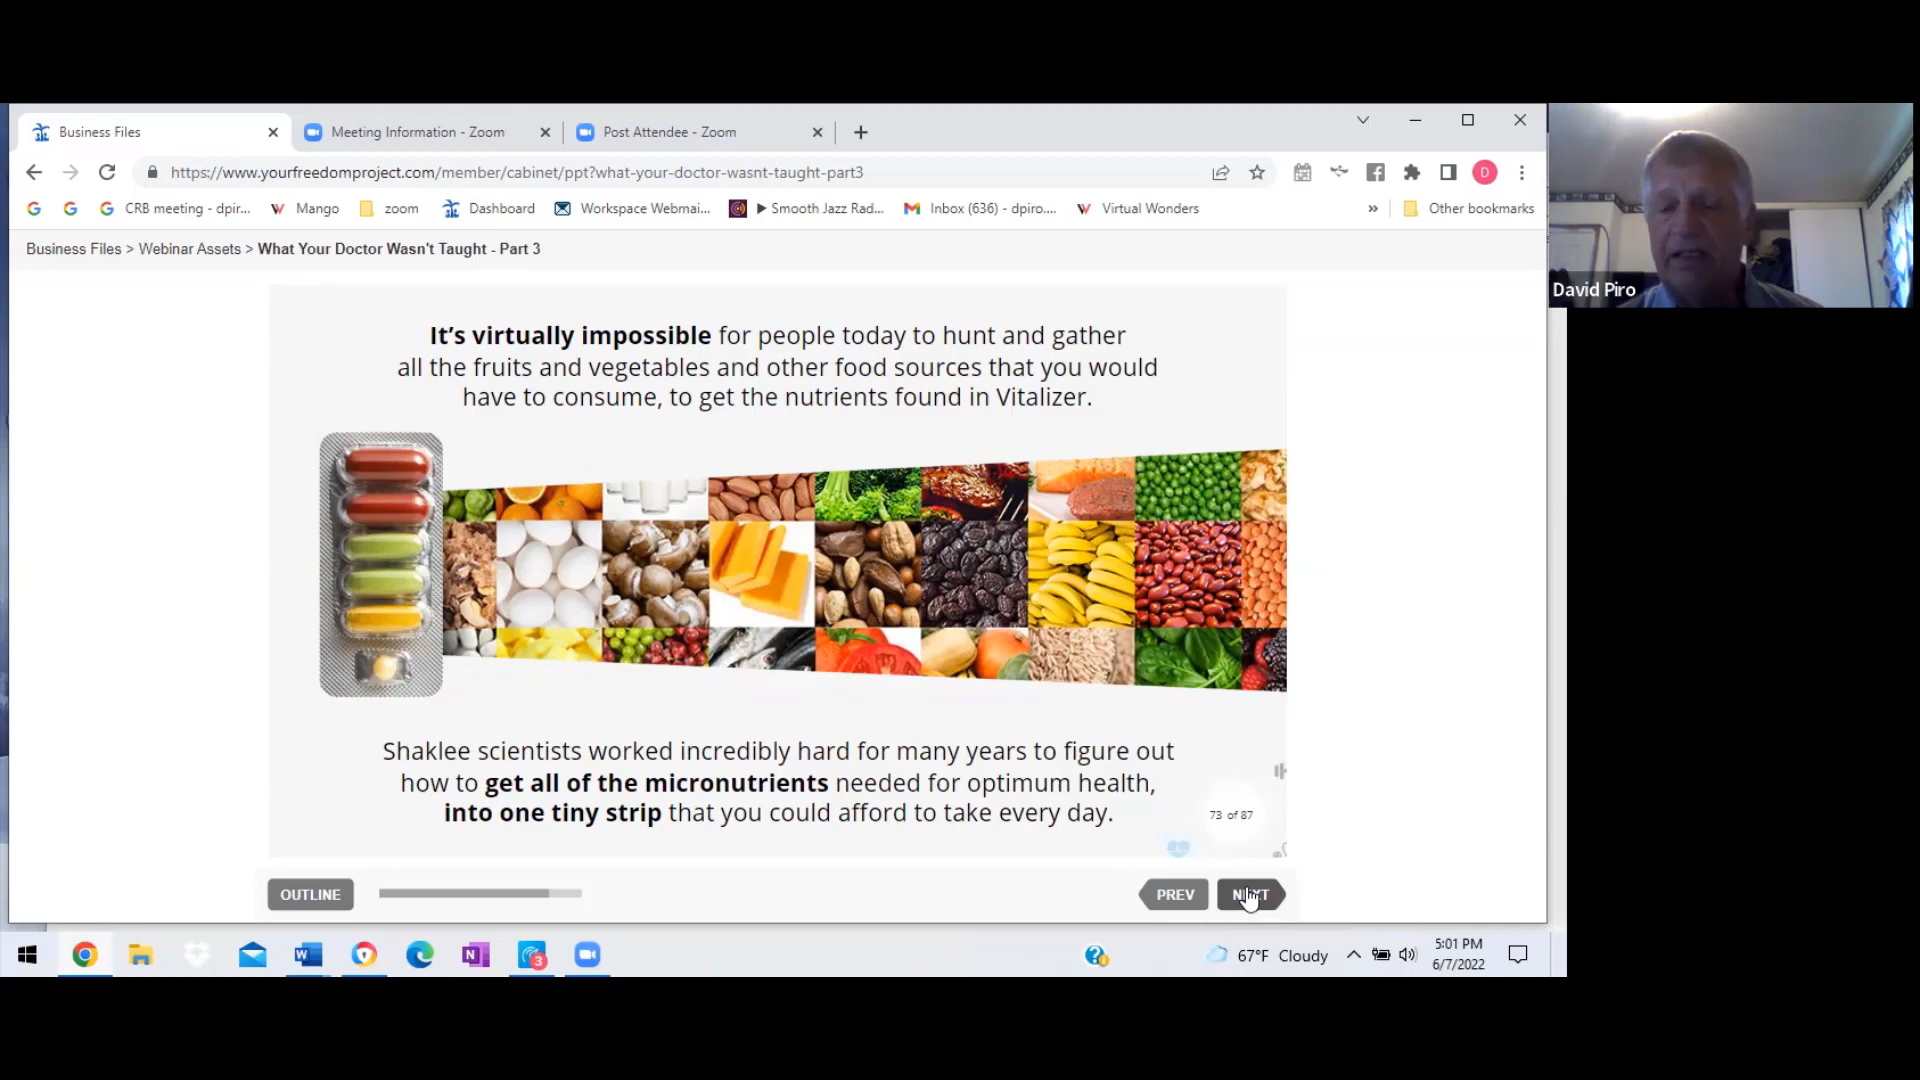 Business Files
Meeting Information - Zoom
Post Attendee - Zoom
https://www.yourfreedomproject.com/member/cabinet/ppt?what-your-doctor-wasnt-taught-part3
D
CRB meeting - dpir...
Mango
zoom
Dashboard
Workspace Webmai...
▶ Smooth Jazz Rad...
Inbox (636) - dpiro....
Virtual Wonders
»
Other bookmarks
Business Files > Webinar Assets > What Your Doctor Wasn't Taught - Part 3
David Piro
It's virtually impossible for people today to hunt and gather
all the fruits and vegetables and other food sources that you would
have to consume, to get the nutrients found in Vitalizer.
Shaklee scientists worked incredibly hard for many years to figure out
how to get all of the micronutrients needed for optimum health,
into one tiny strip that you could afford to take every day.
73 of 87
OUTLINE
PREV
NEXT
3
67°F Cloudy
5:01 PM
6/7/2022